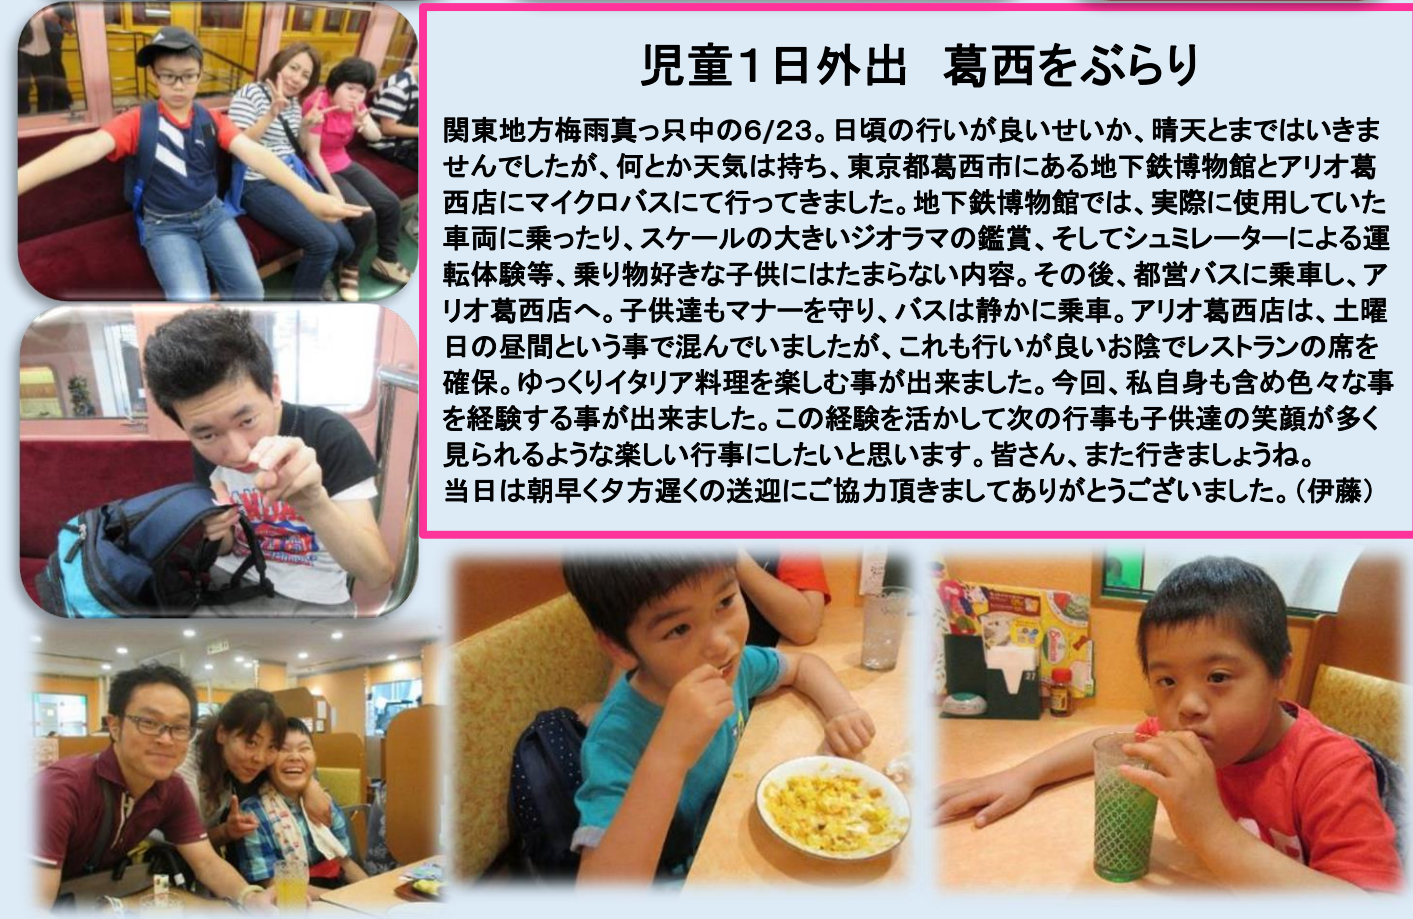 児童1日外出　葛西をぶらり
関東地方梅雨真っ只中の6/23。日頃の行いが良いせいか、晴天とまではいきま
せんでしたが、何とか天気は持ち、東京都葛西市にある地下鉄博物館とアリオ葛
西店にマイクロバスにて行ってきました。地下鉄博物館では、実際に使用していた
車両に乗ったり、スケールの大きいジオラマの鑑賞、そしてシュミレーターによる運
転体験等、乗り物好きな子供にはたまらない内容。その後、都営バスに乗車し、ア
リオ葛西店へ。子供達もマナーを守り、バスは静かに乗車。アリオ葛西店は、土曜
日の昼間という事で混んでいましたが、これも行いが良いお陰でレストランの席を
確保。ゆっくりイタリア料理を楽しむ事が出来ました。今回、私自身も含め色々な事
を経験する事が出来ました。この経験を活かして次の行事も子供達の笑顔が多く
見られるような楽しい行事にしたいと思います。皆さん、また行きましょうね。
当日は朝早く夕方遅くの送迎にご協力頂きましてありがとうございました。（伊藤）
27